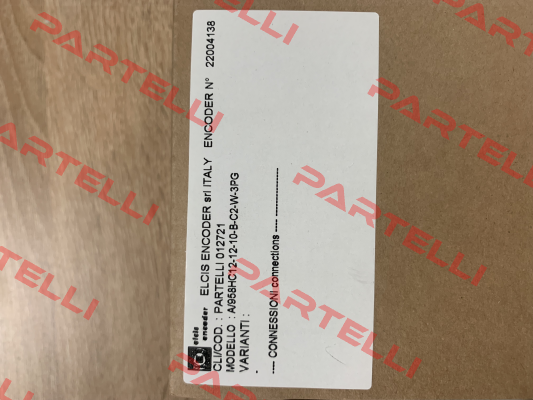 elcis
encoder
ELCIS ENCODER srl ITALY ENCODER N° 22004138
CLI/COD. : PARTELLI 012721
MODELLO : A/958HC12-12-10-B-C2-W-3PG
VARIANTI :
.
---- CONNESSIONI connections ---- ----------------
PARTELLI
PARTELLI
PARTELLI
PARTELLI
PARTELLI
PARTELLI